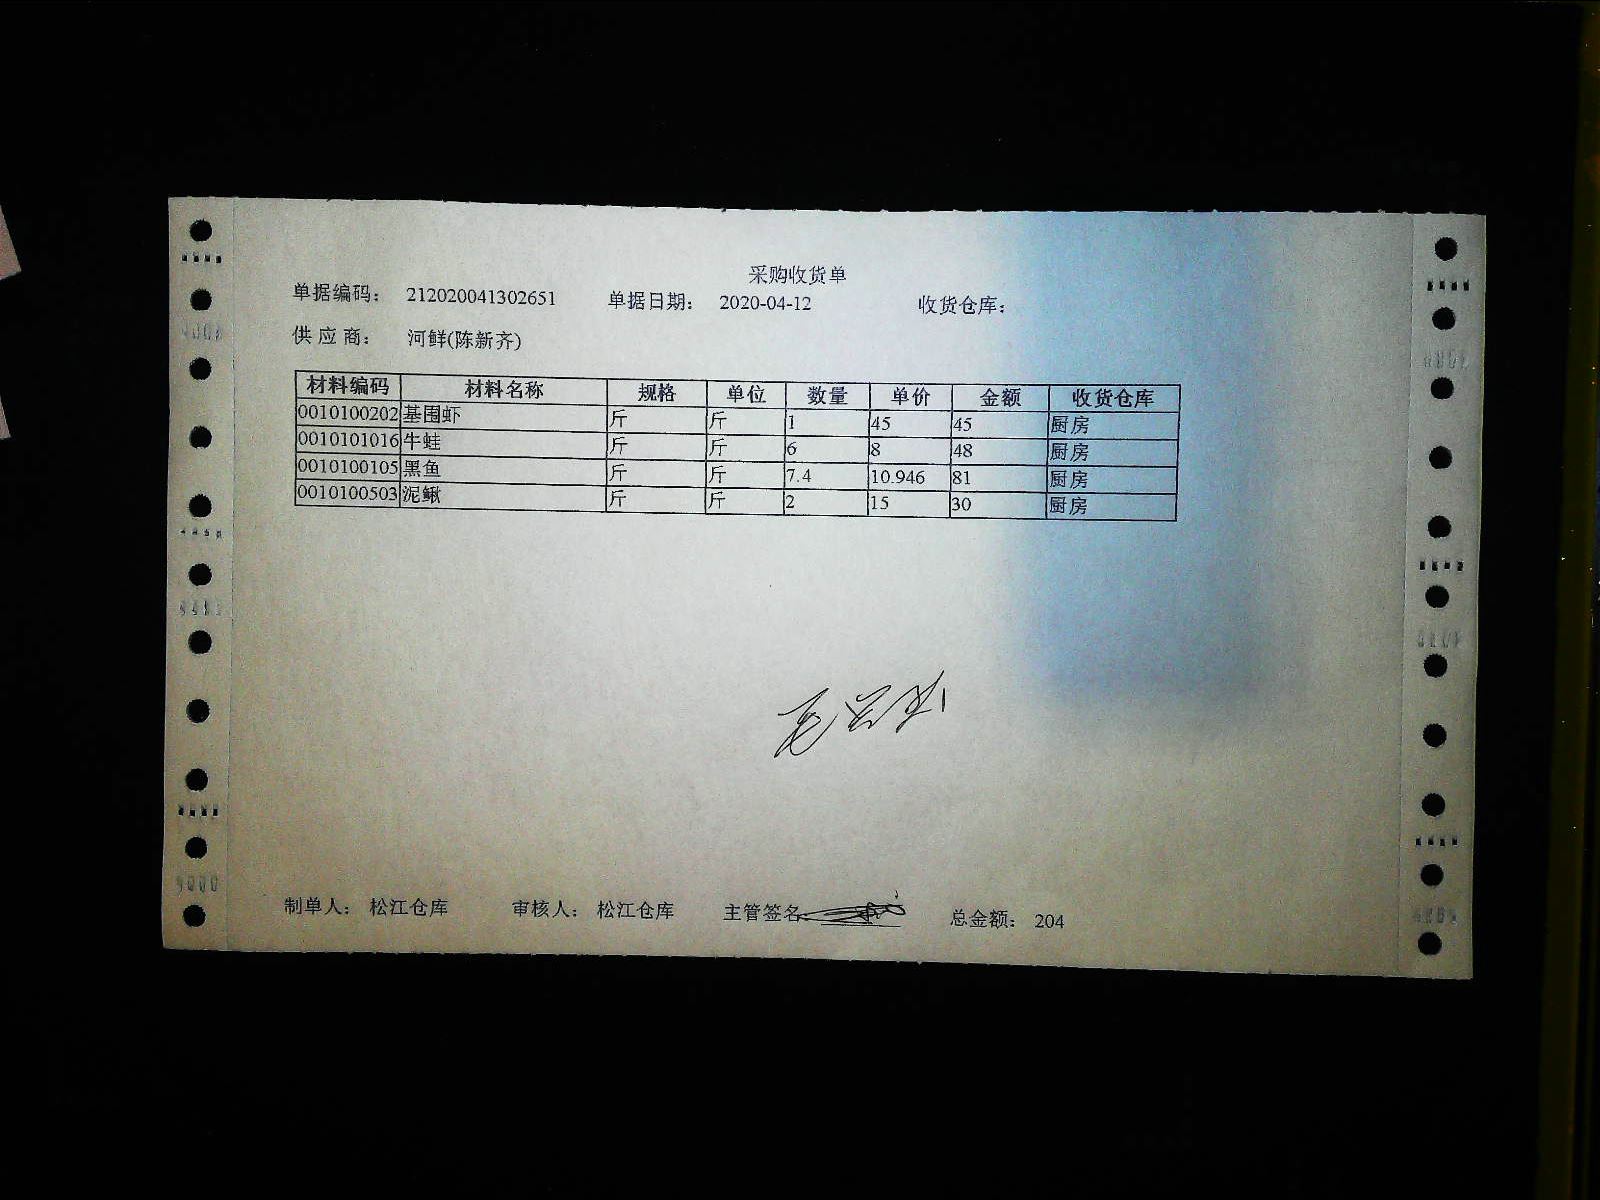 采购收货单
单据编码： 212020041302651 单据日期： 2020-04-12 收货仓库：
供应商： 河鲜(陈新齐)
材料编码 材料名称 规格 单位 数量 单价 金额 收货仓库
0010100202 基围虾 斤 斤 1 45 45 厨房
0010101016 牛蛙 斤 斤 6 8 48 厨房
0010100105 黑鱼 斤 斤 7.4 10.946 81 厨房
0010100503 泥鳅 斤 斤 2 15 30 厨房
制单人： 松江仓库 审核人： 松江仓库 主管签名 总金额： 204